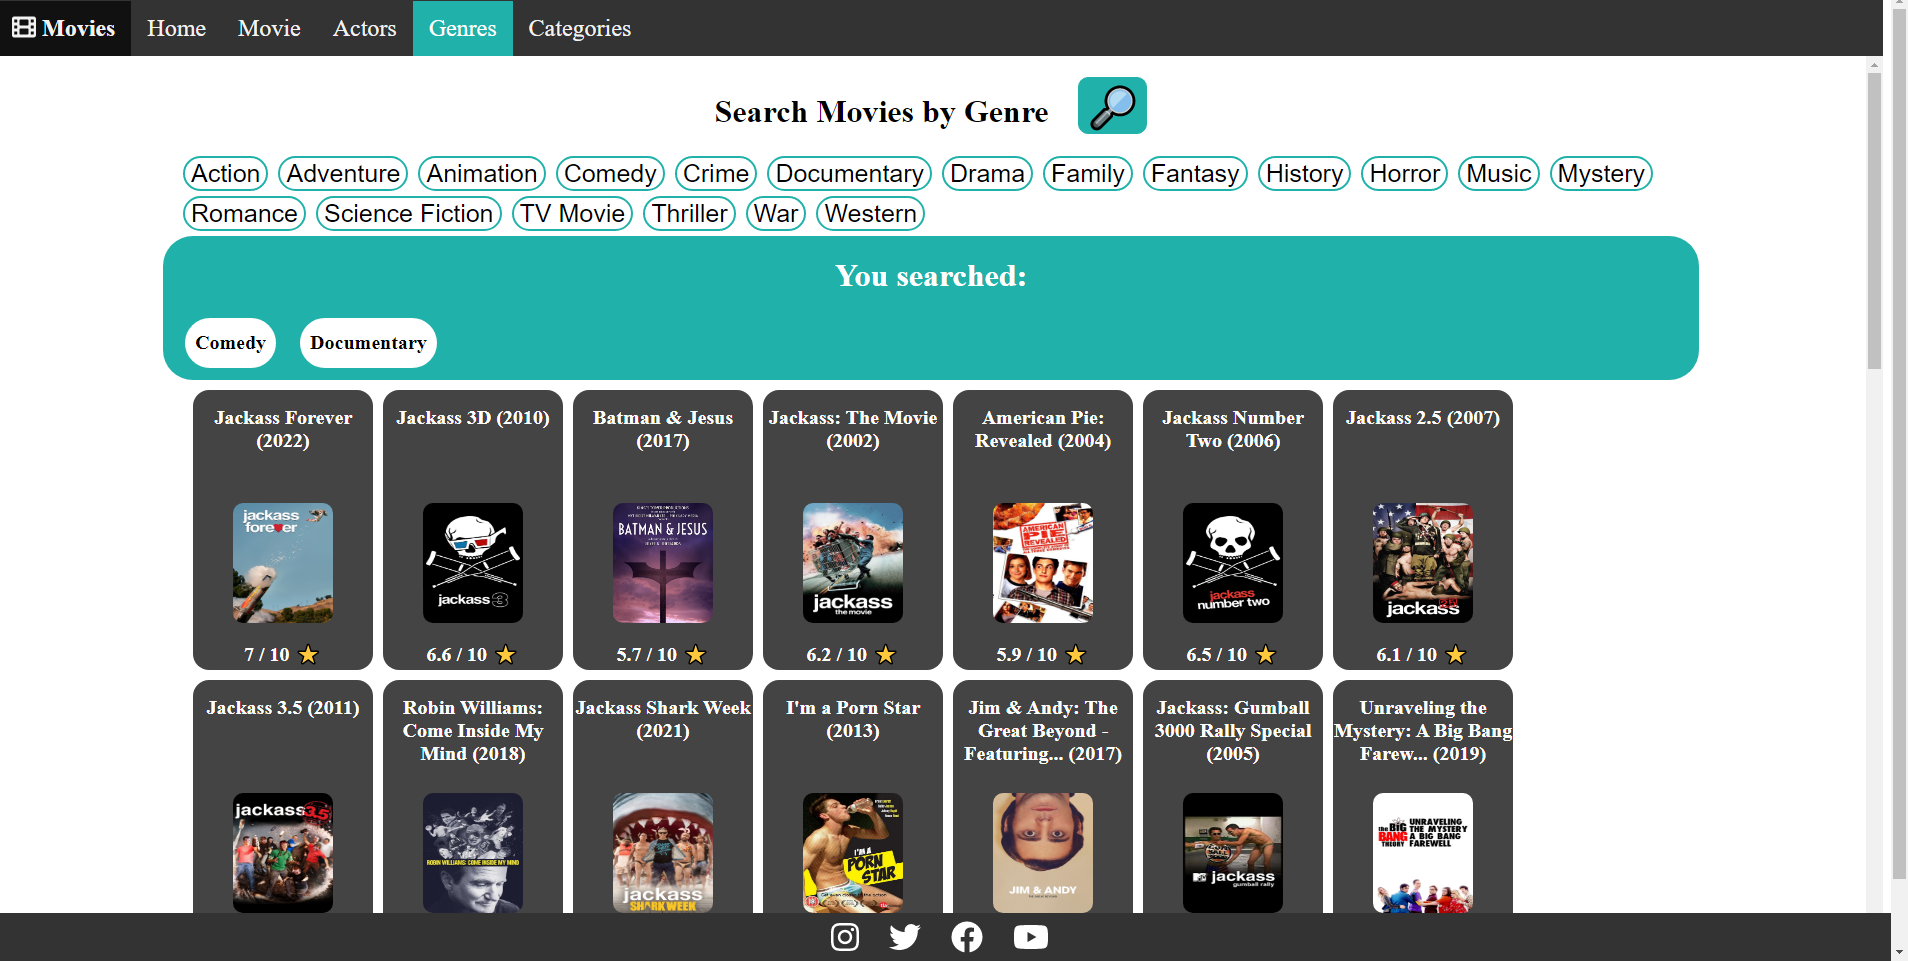 Movies Home Movie Actors Genres Categories
Search Movies by Genre
Action Adventure Animation Comedy Crime Documentary Drama Family Fantasy History Horror Music Mystery
Romance Science Fiction TV Movie Thriller War Western
You searched:
Comedy Documentary
Jackass Forever
(2022)
Jackass 3D (2010)
Batman & Jesus
(2017)
Jackass: The Movie
(2002)
American Pie:
Revealed (2004)
Jackass Number
Two (2006)
Jackass 2.5 (2007)
jackass
forever
jackass 3
BATMAN & JESUS
jackass
the movie
AMERICAN
PIE
REVEALED
jackass
number two
jackass 2.5
7 / 10
6.6 / 10
5.7 / 10
6.2 / 10
5.9 / 10
6.5 / 10
6.1 / 10
Jackass 3.5 (2011)
Robin Williams:
Come Inside My
Mind (2018)
Jackass Shark Week
(2021)
I'm a Porn Star
(2013)
Jim & Andy: The
Great Beyond -
Featuring... (2017)
Jackass: Gumball
3000 Rally Special
(2005)
Unraveling the
Mystery: A Big Bang
Farew... (2019)
jackass 3.5
ROBIN WILLIAMS: COME INSIDE MY MIND
jackass
SHARK WEEK
I'M A
PORN
STAR
JIM & ANDY
jackass
gumball rally
the BIG
BANG
THEORY
UNRAVELING
THE MYSTERY
A BIG BANG
FAREWELL